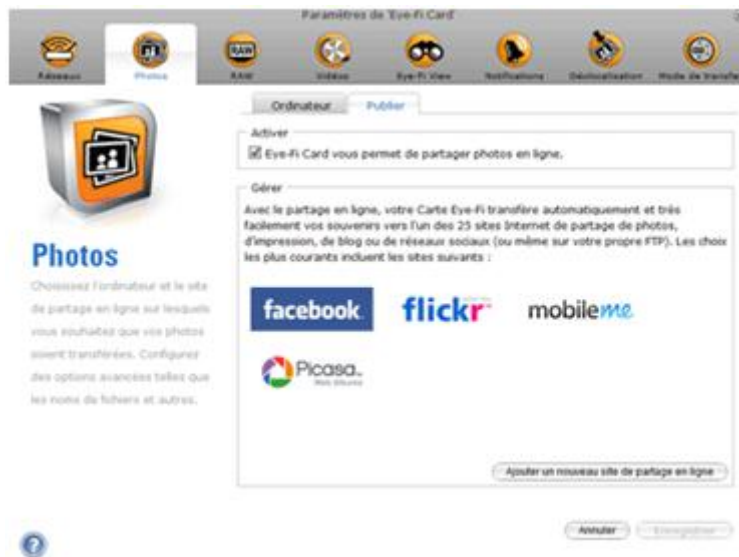 Paramètres de 'Eye-Fi Card'
Réseaux
Photos
RAW
RAW
Vidéos
Eye-Fi View
Notifications
Géolocalisation
Mode de transfe
Ordinateur
Publier
Activer
Eye-Fi Card vous permet de partager photos en ligne.
Gérer
Avec le partage en ligne, votre Carte Eye-Fi transfère automatiquement et très
facilement vos souvenirs vers l'un des 25 sites Internet de partage de photos,
d'impression, de blog ou de réseaux sociaux (ou même sur votre propre FTP). Les choix
les plus courants incluent les sites suivants :
Photos
Choisissez l'ordinateur et le site
de partage en ligne sur lesquels
vous souhaitez que vos photos
soient transférées. Configurez
des options avancées telles que
les noms de fichiers et autres.
facebook
flickr
mobileme
Picasa
Web Albums
Ajouter un nouveau site de partage en ligne
Annuler
Enregistrer